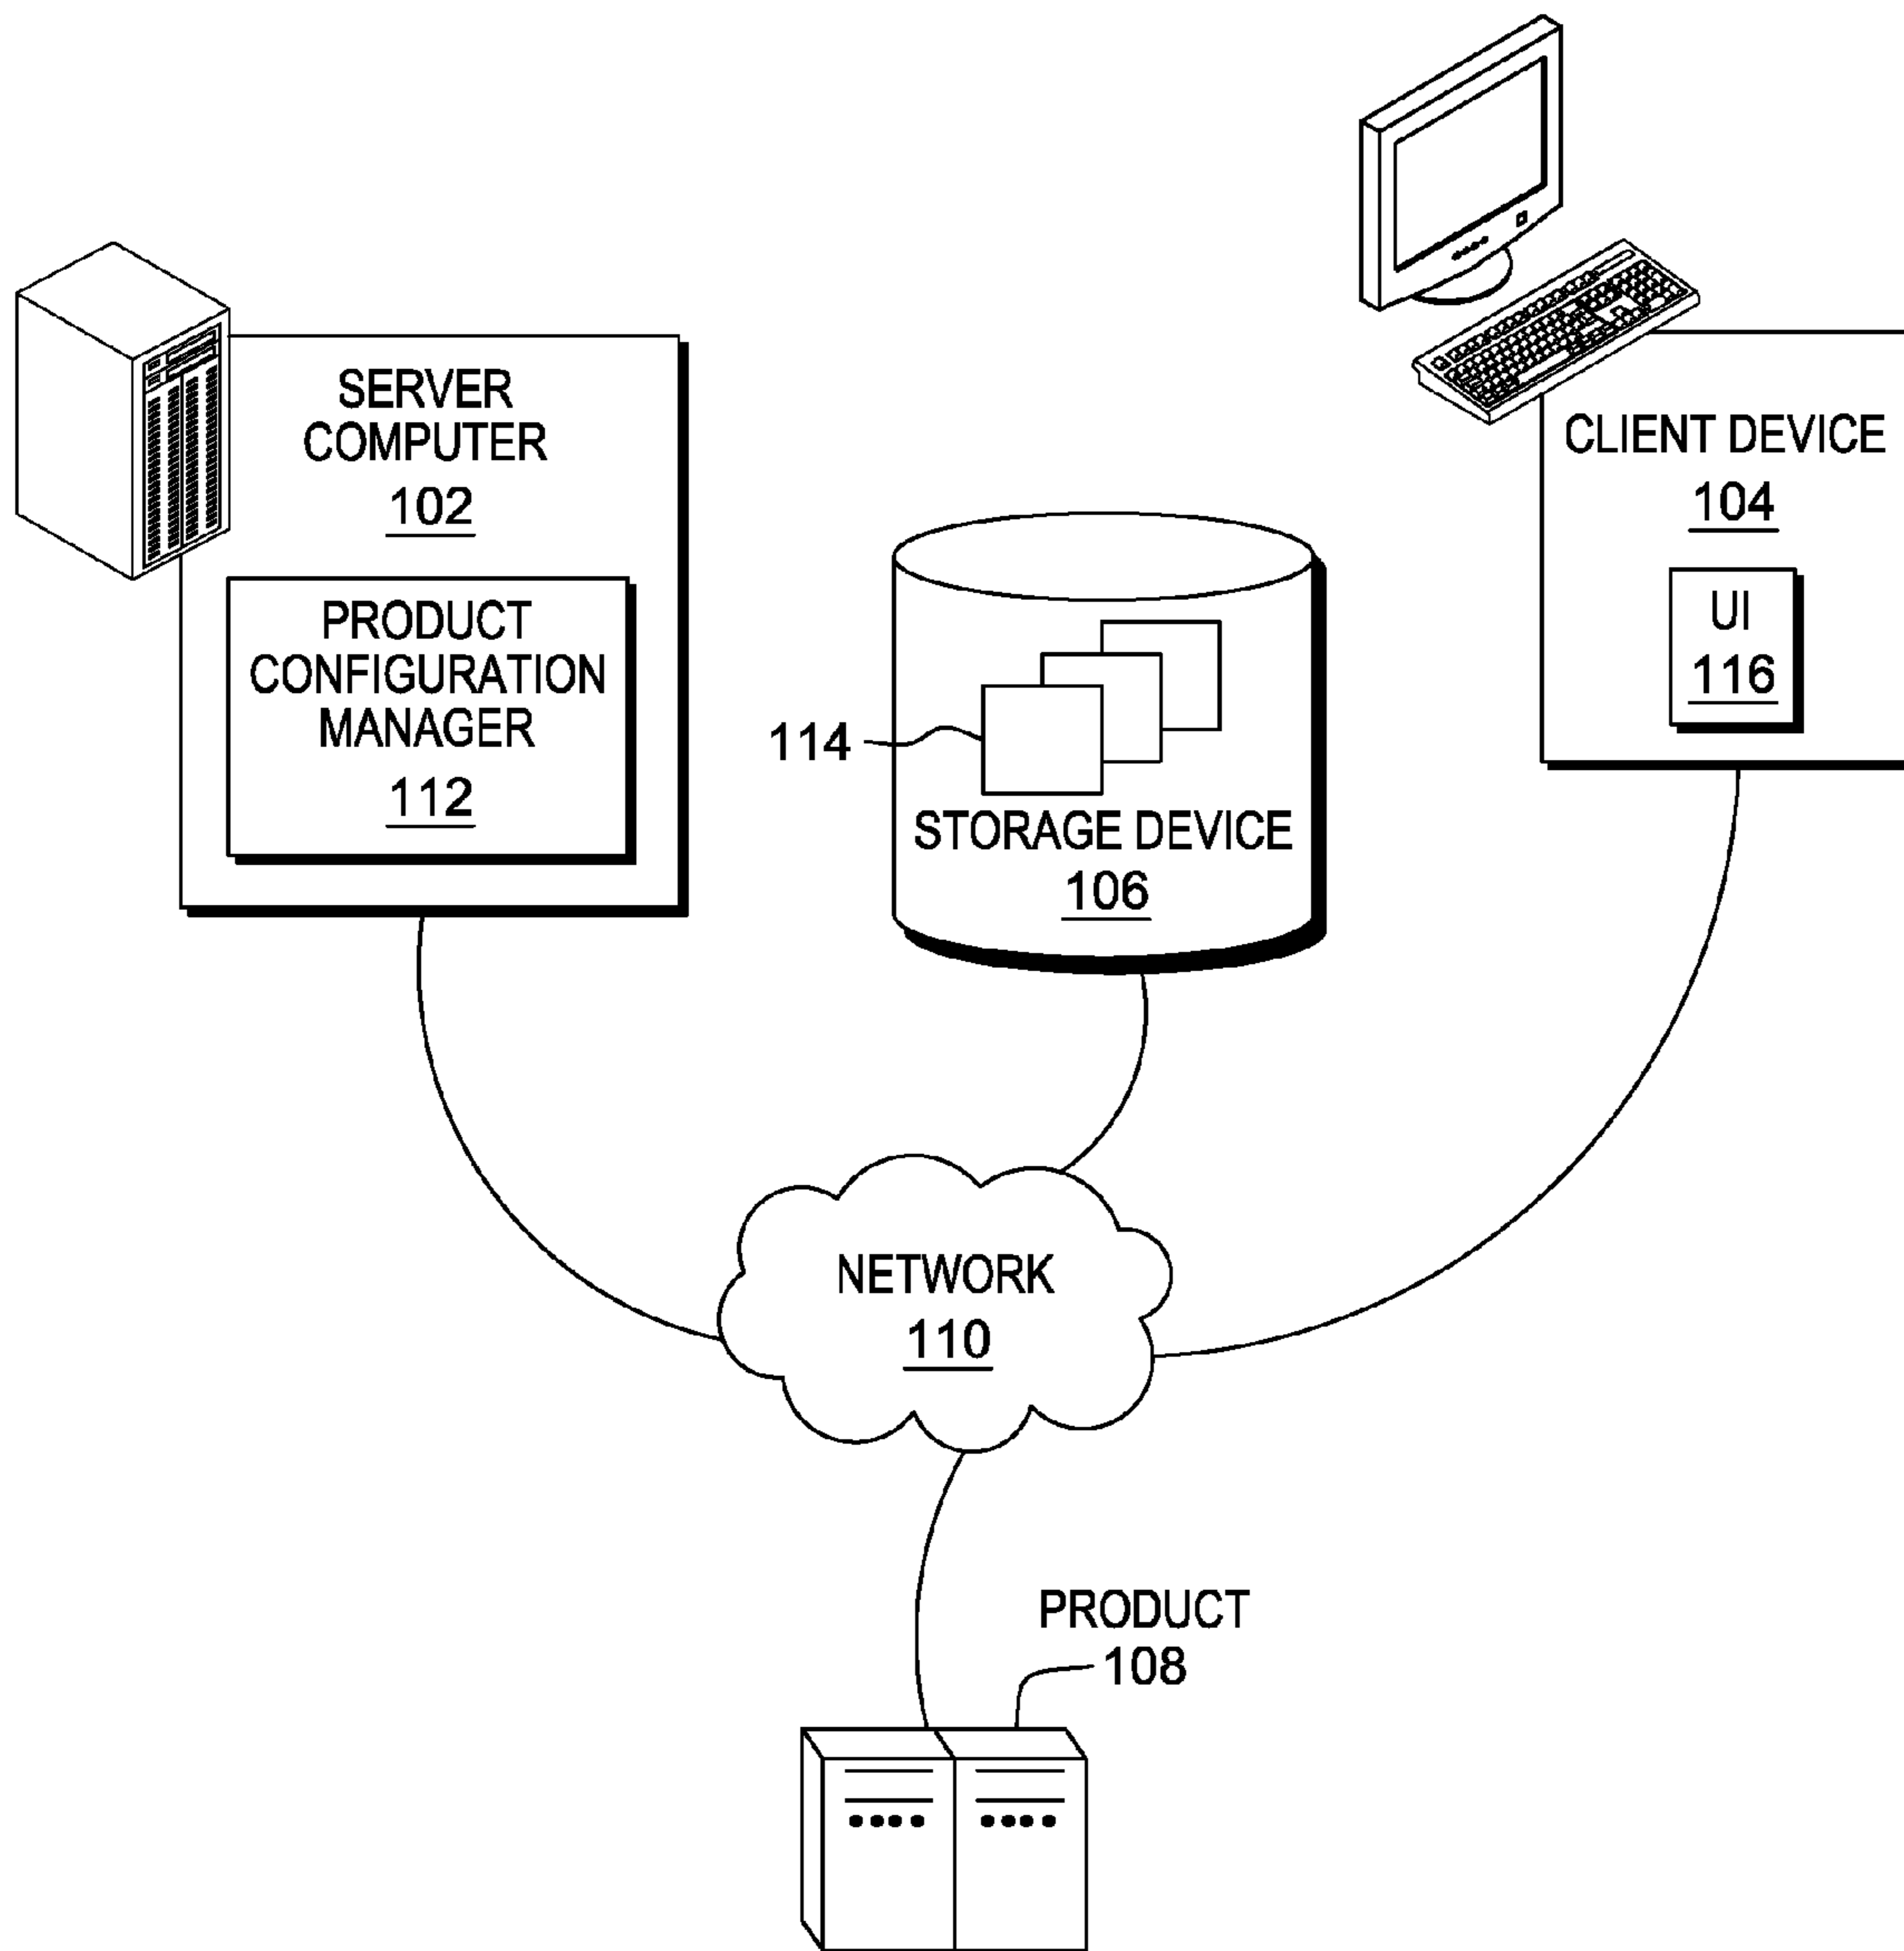 SERVER
COMPUTER
102
PRODUCT
CONFIGURATION
MANAGER
112
114
STORAGE DEVICE
106
CLIENT DEVICE
104
UI
116
NETWORK
110
PRODUCT
108